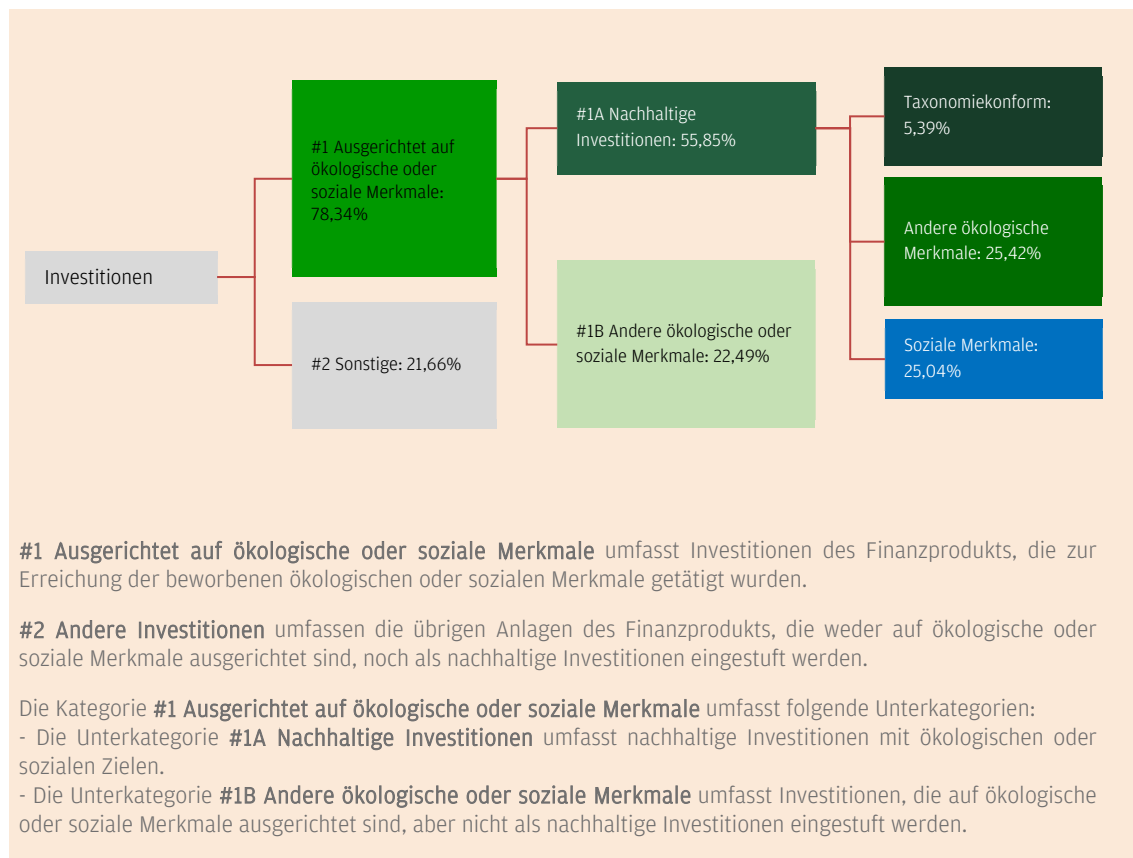 Investitionen
#1 Ausgerichtet auf
ökologische oder
soziale Merkmale:
78,34%
#2 Sonstige: 21,66%
#1A Nachhaltige
Investitionen: 55,85%
#1B Andere ökologische oder
soziale Merkmale: 22,49%
Taxonomiekonform:
5,39%
Andere ökologische
Merkmale: 25,42%
Soziale Merkmale:
25,04%
#1 Ausgerichtet auf ökologische oder soziale Merkmale umfasst Investitionen des Finanzprodukts, die zur
Erreichung der beworbenen ökologischen oder sozialen Merkmale getätigt wurden.
#2 Andere Investitionen umfassen die übrigen Anlagen des Finanzprodukts, die weder auf ökologische oder
soziale Merkmale ausgerichtet sind, noch als nachhaltige Investitionen eingestuft werden.
Die Kategorie #1 Ausgerichtet auf ökologische oder soziale Merkmale umfasst folgende Unterkategorien:
- Die Unterkategorie #1A Nachhaltige Investitionen umfasst nachhaltige Investitionen mit ökologischen oder
sozialen Zielen.
- Die Unterkategorie #1B Andere ökologische oder soziale Merkmale umfasst Investitionen, die auf ökologische
oder soziale Merkmale ausgerichtet sind, aber nicht als nachhaltige Investitionen eingestuft werden.